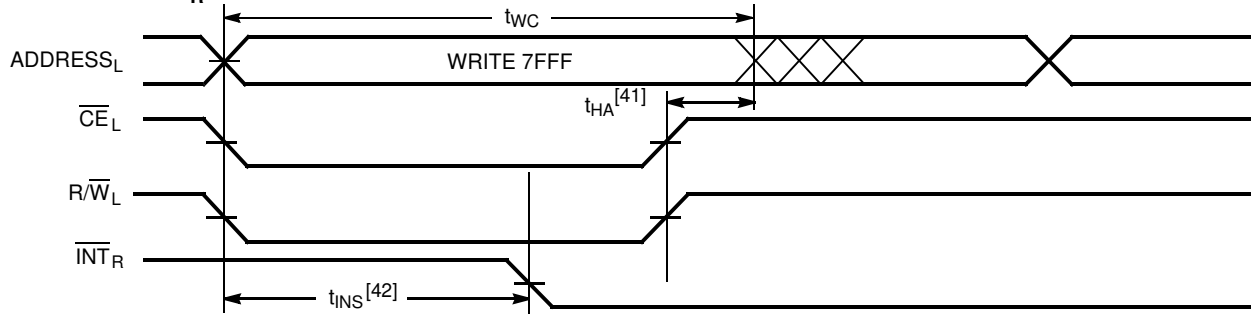 R
tWC
ADDRESSL
WRITE 7FFF
tHA[41]
CEL
R/WL
INTR
tINS[42]